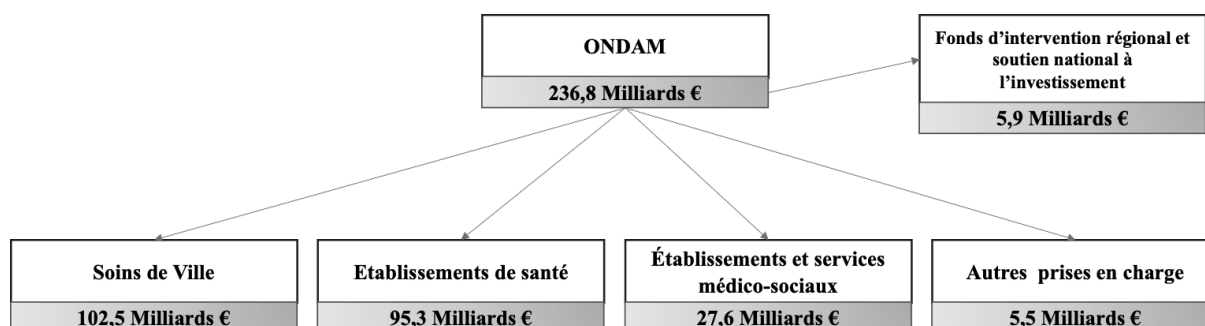 ONDAM
236,8 Milliards €
Fonds d’intervention régional et
soutien national à
l’investissement
5,9 Milliards €
Soins de Ville
102,5 Milliards €
Etablissements de santé
95,3 Milliards €
Établissements et services
médico-sociaux
27,6 Milliards €
Autres prises en charge
5,5 Milliards €